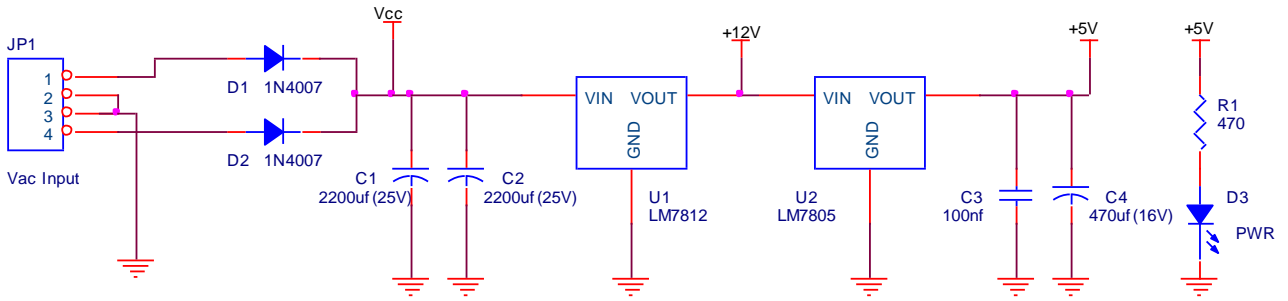 Vcc
+12V
+5V
+5V
JP1
1
2
3
4
D1 1N4007
D2 1N4007
VIN VOUT
GND
VIN VOUT
GND
R1
470
Vac Input
C1
2200uf (25V)
C2
2200uf (25V)
U1
LM7812
U2
LM7805
C3
100nf
C4
470uf (16V)
D3
PWR